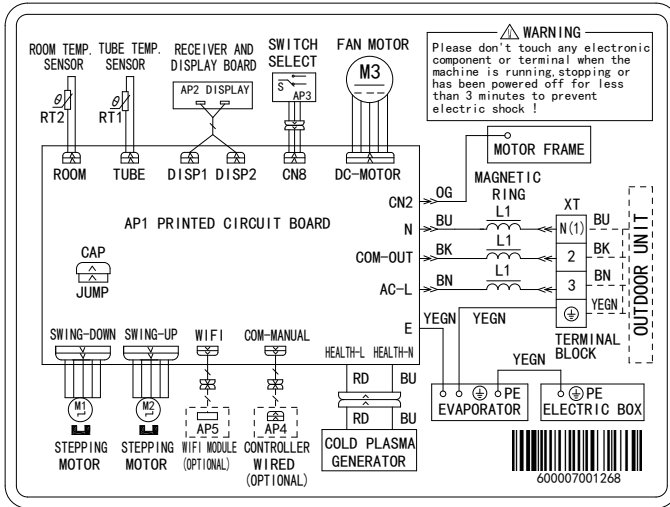 WARNING
Please don't touch any electronic
component or terminal when the
machine is running,stopping or
has been powered off for less
than 3 minutes to prevent
electric shock !
ROOM TEMP.
SENSOR
TUBE TEMP.
SENSOR
RECEIVER AND
DISPLAY BOARD
SWITCH
SELECT
FAN MOTOR
θ
RT2
θ
RT1
AP2 DISPLAY
S
AP3
M3
MOTOR FRAME
ROOM
TUBE
DISP1
DISP2
CN8
DC-MOTOR
AP1 PRINTED CIRCUIT BOARD
CAP
JUMP
CN2
OG
MAGNETIC
RING
XT
N
BU
L1
N(1)
BU
COM-OUT
BK
L1
2
BK
AC-L
BN
L1
3
BN
E
YEGN
YEGN
YEGN
OUTDOOR UNIT
TERMINAL
BLOCK
SWING-DOWN
SWING-UP
WIFI
COM-MANUAL
HEALTH-L
HEALTH-N
RD
BU
RD
BU
YEGN
PE
EVAPORATOR
PE
ELECTRIC BOX
M1
M2
AP5
AP4
STEPPING
MOTOR
STEPPING
MOTOR
WIFI MODULE
(OPTIONAL)
CONTROLLER
WIRED
(OPTIONAL)
COLD PLASMA
GENERATOR
600007001268